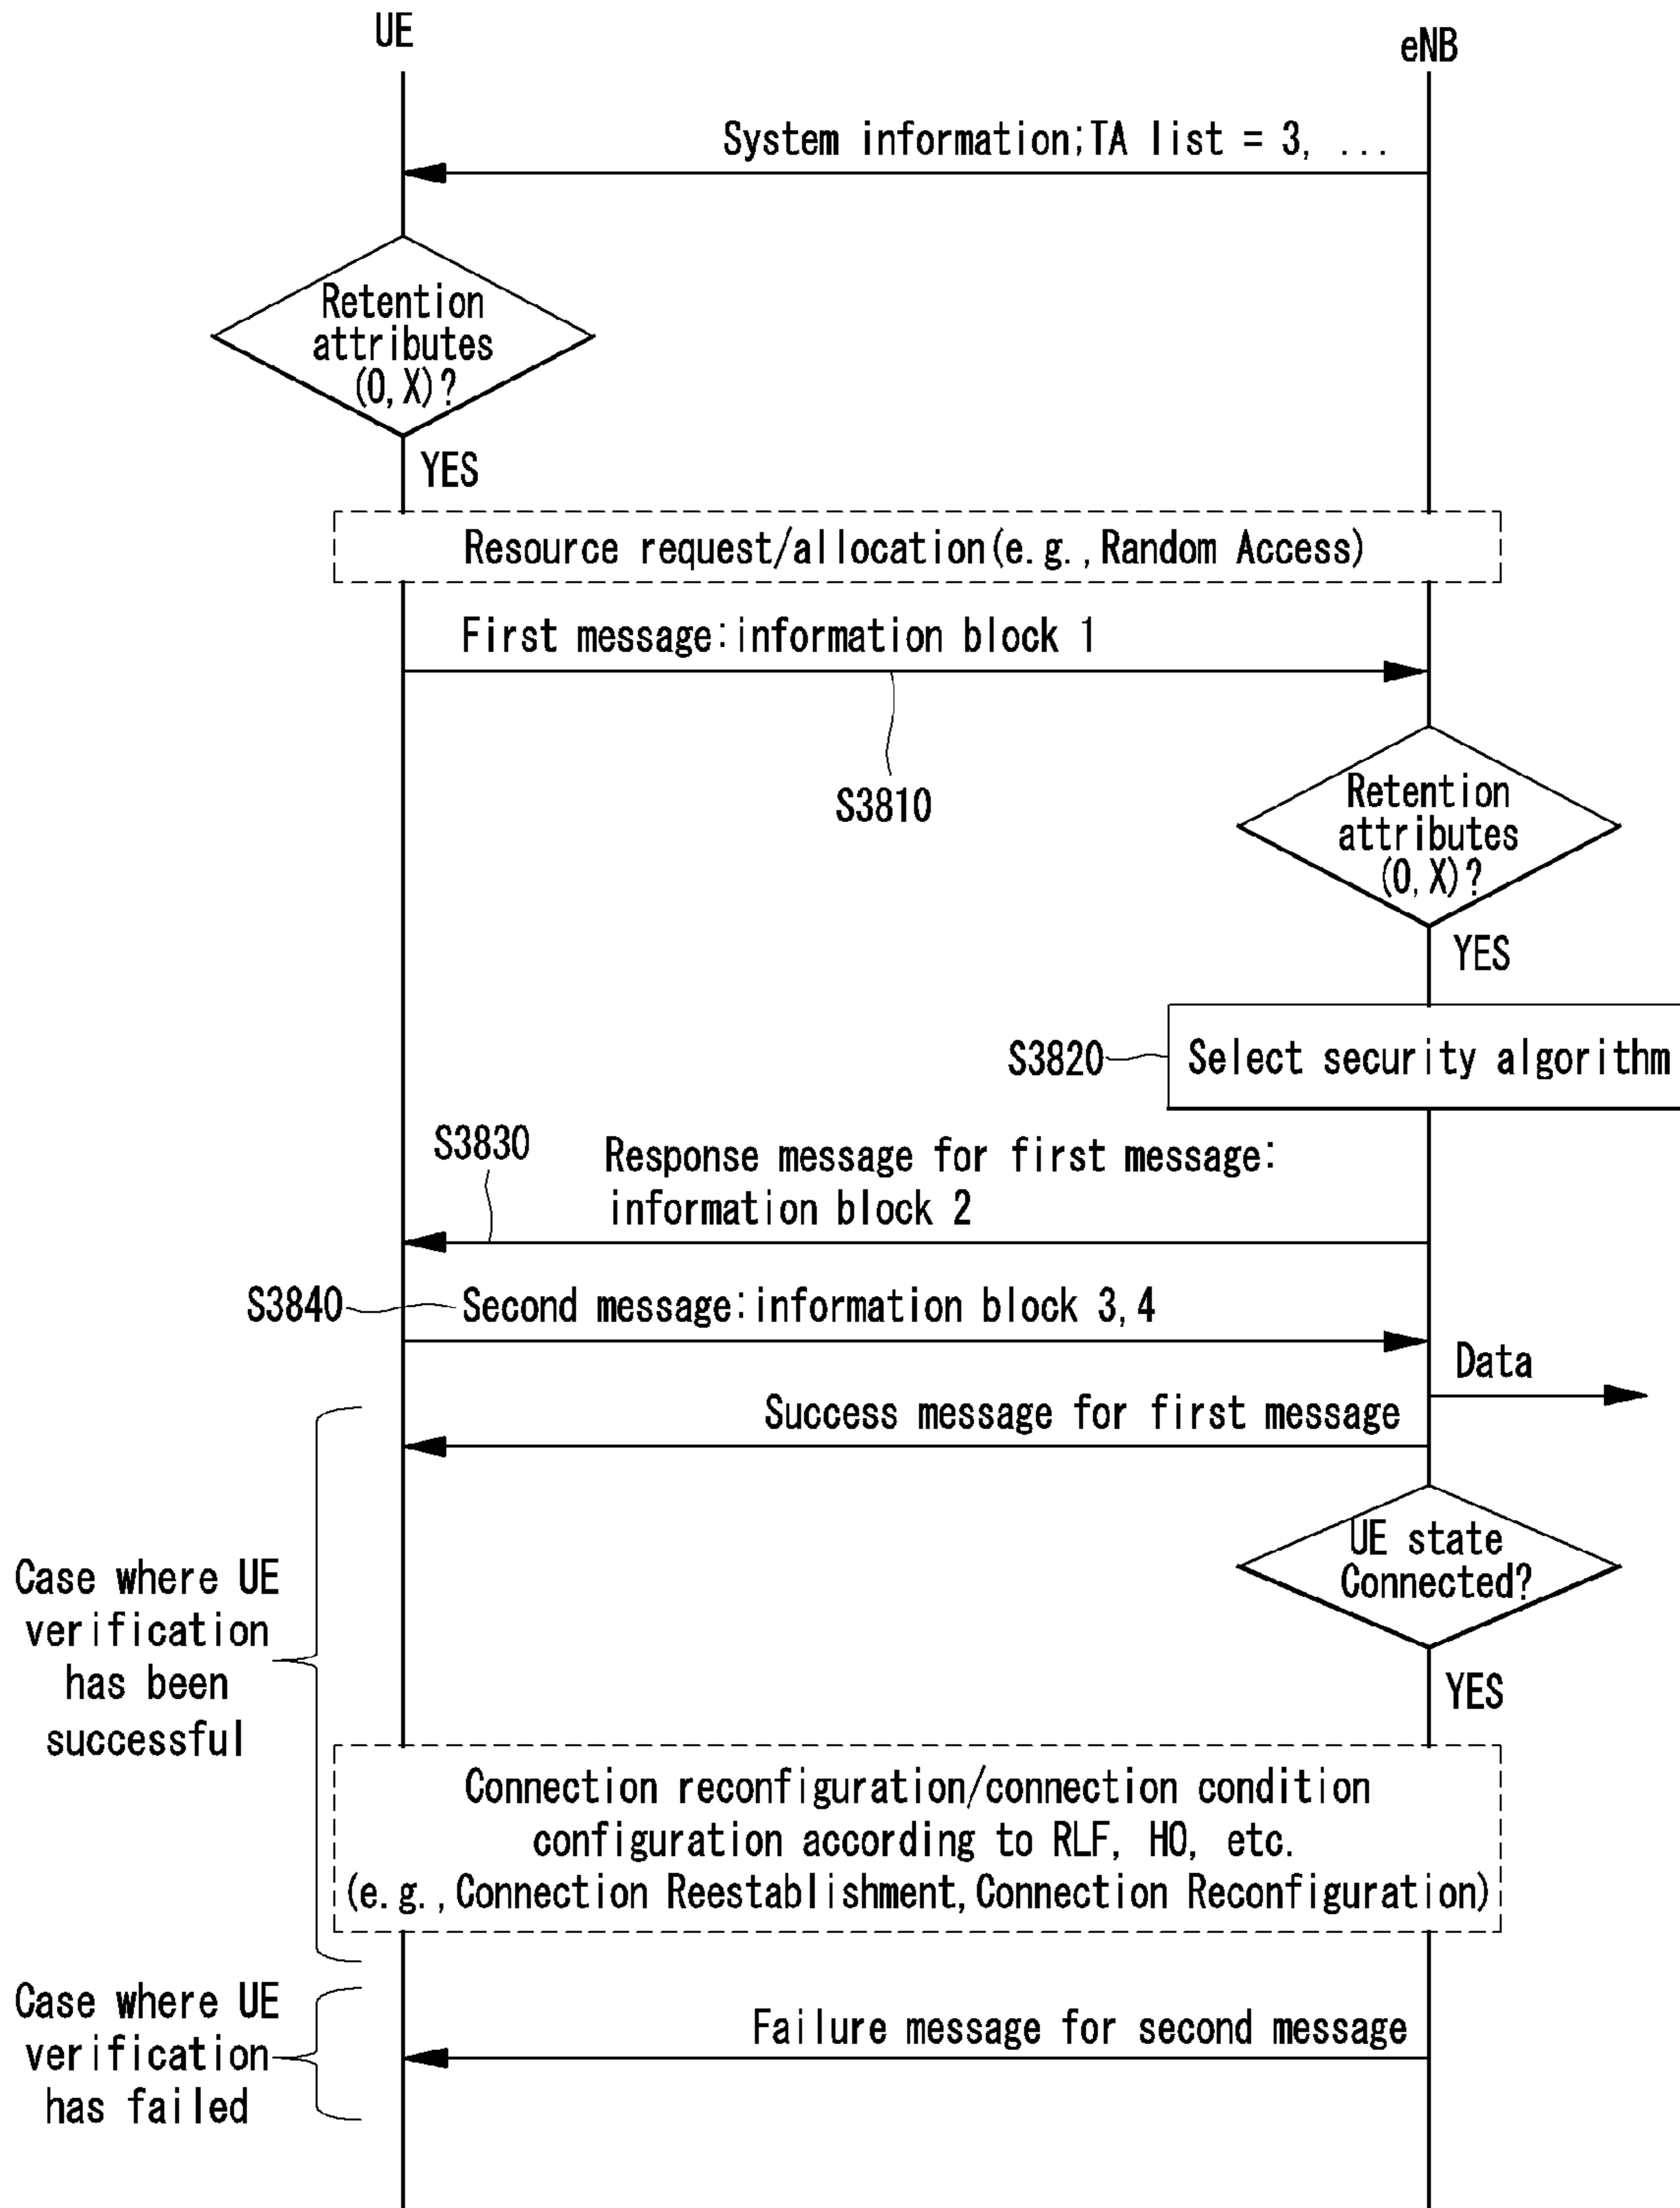 UE
eNB
System information;TA list = 3, ...
Retention
attributes
(O,X)?
YES
Resource request/allocation(e.g.,Random Access)
First message:information block 1
S3810
Retention
attributes
(O,X)?
YES
S3820
Select security algorithm
S3830
Response message for first message:
information block 2
S3840
Second message:information block 3,4
Data
Success message for first message
UE state
Connected?
YES
Case where UE
verification
has been
successful
Connection reconfiguration/connection condition
configuration according to RLF, HO, etc.
(e.g.,Connection Reestablishment,Connection Reconfiguration)
Case where UE
verification
has failed
Failure message for second message